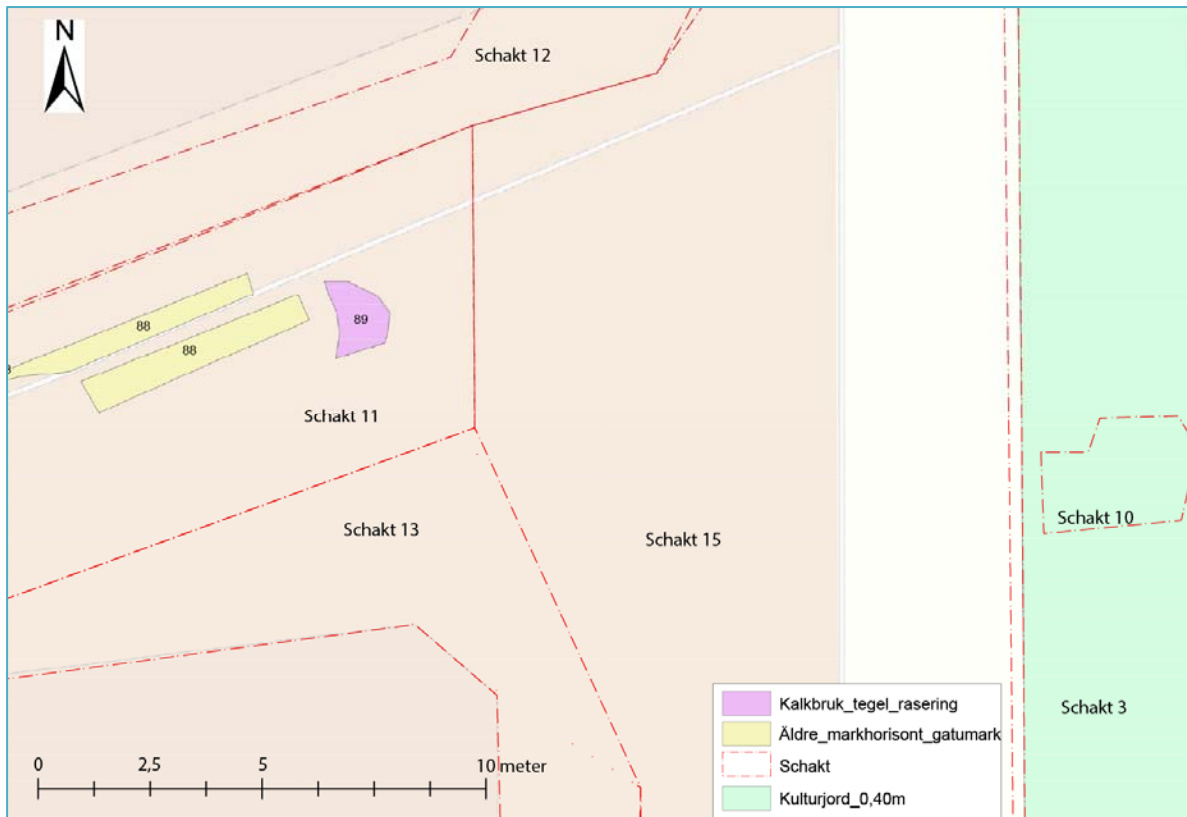 N
Schakt 12
88
89
88
Schakt 11
Schakt 13
Schakt 15
Schakt 10
Schakt 3
0 2,5 5 10 meter
Kalkbruk_tegel_rasering
Äldre_markhorisont_gatumark
Schakt
Kulturjord_0,40m